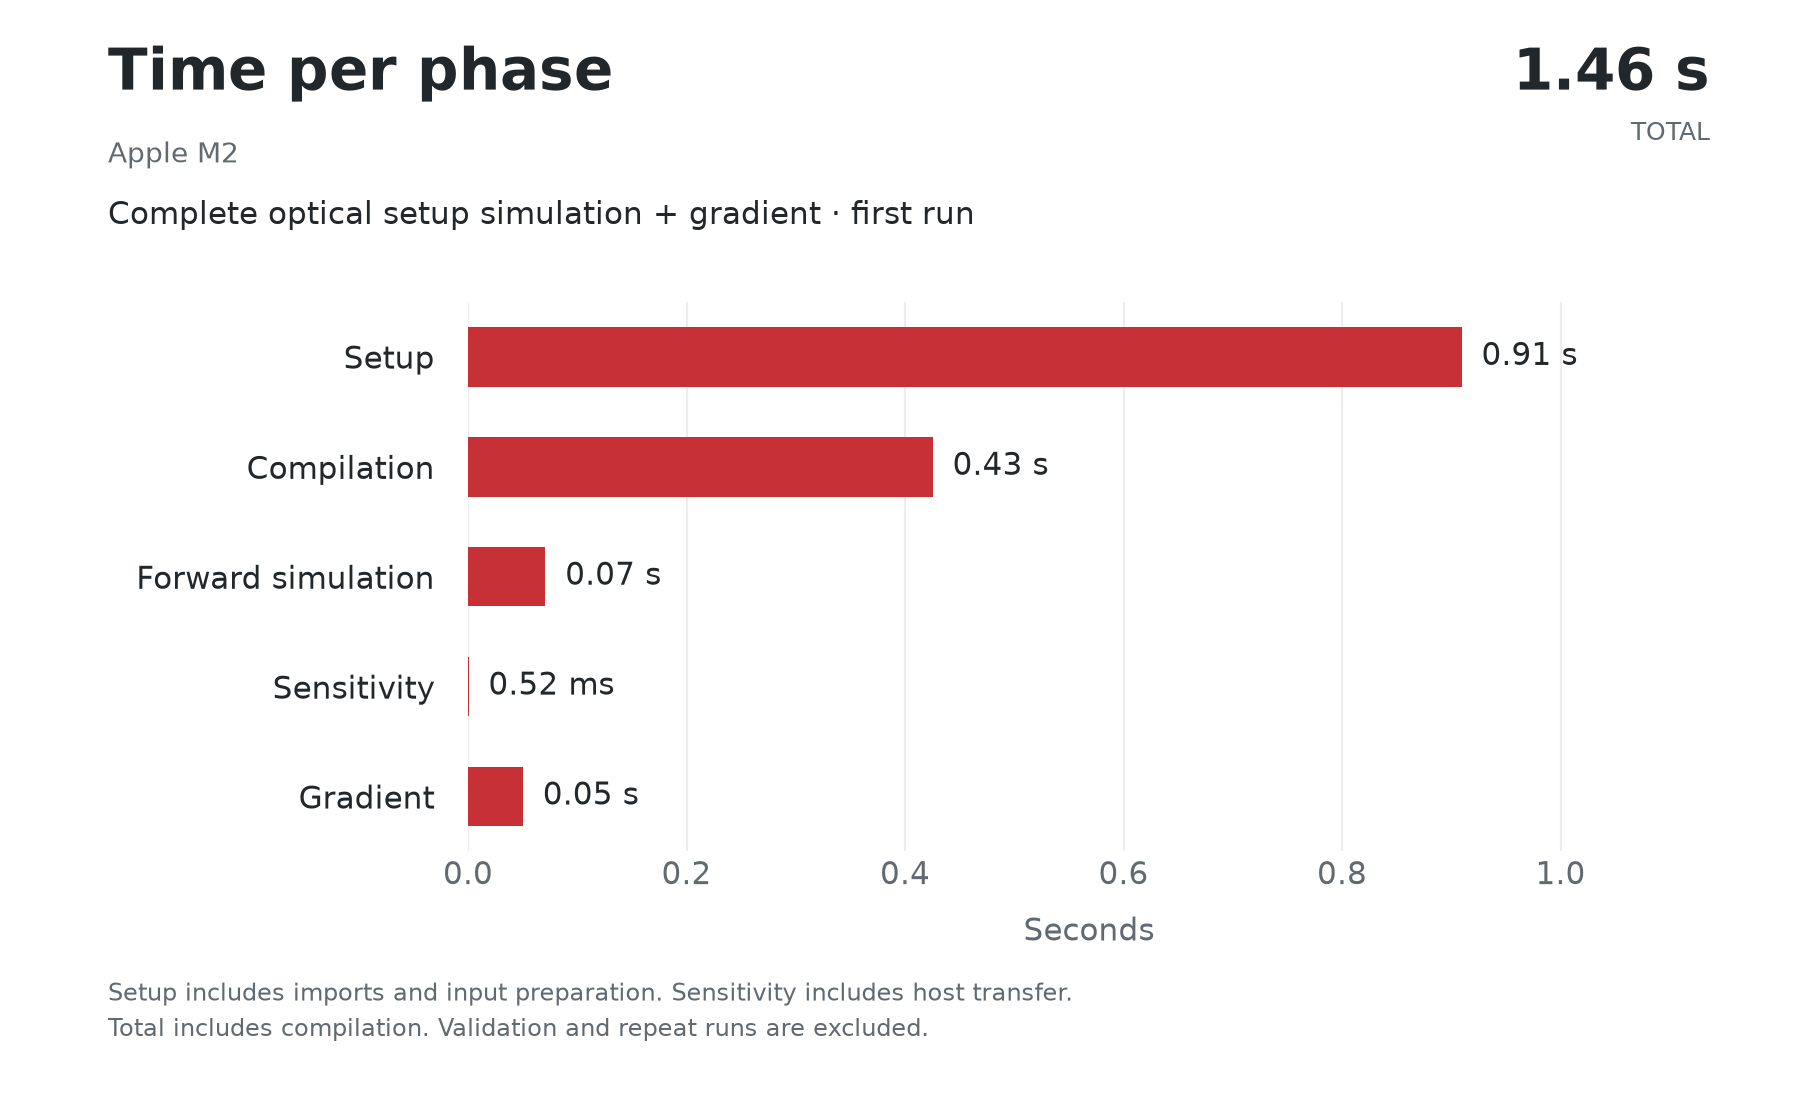 Time per phase
1.46 s
TOTAL
Apple M2
Complete optical setup simulation + gradient · first run
Setup
0.91 s
Compilation
0.43 s
Forward simulation
0.07 s
Sensitivity
0.52 ms
Gradient
0.05 s
0.0 0.2 0.4 0.6 0.8 1.0
Seconds
Setup includes imports and input preparation. Sensitivity includes host transfer.
Total includes compilation. Validation and repeat runs are excluded.